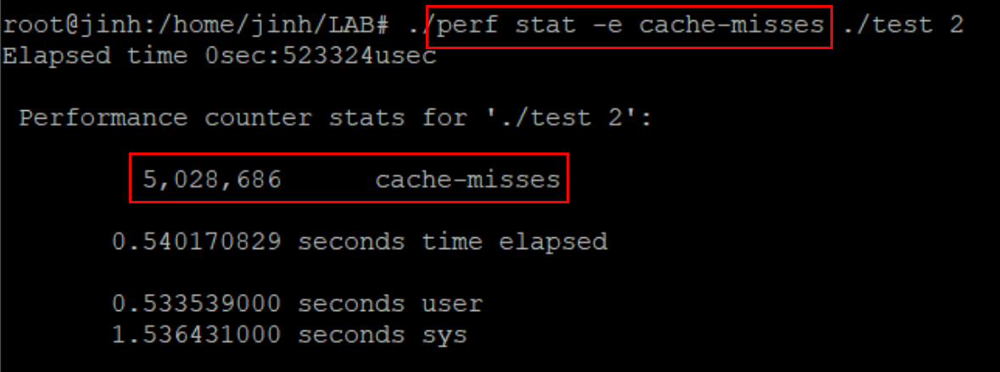 root@jinh:/home/jinh/LAB# ./perf stat -e cache-misses ./test 2
Elapsed time 0sec:523324usec
Performance counter stats for './test 2':
5,028,686 cache-misses
0.540170829 seconds time elapsed
0.533539000 seconds user
1.536431000 seconds sys